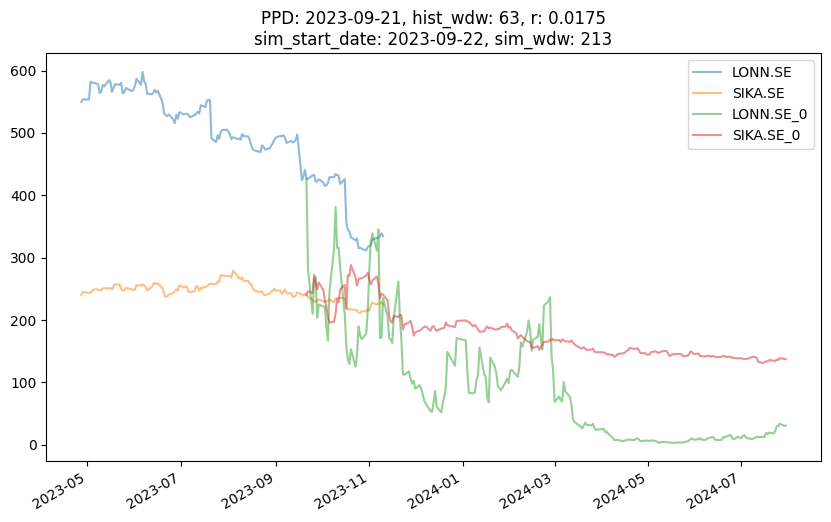 PPD: 2023-09-21, hist_wdw: 63, r: 0.0175
sim_start_date: 2023-09-22, sim_wdw: 213
LONN.SE
SIKA.SE
LONN.SE_0
SIKA.SE_0
600
500
400
300
200
100
0
2023-05
2023-07
2023-09
2023-11
2024-01
2024-03
2024-05
2024-07